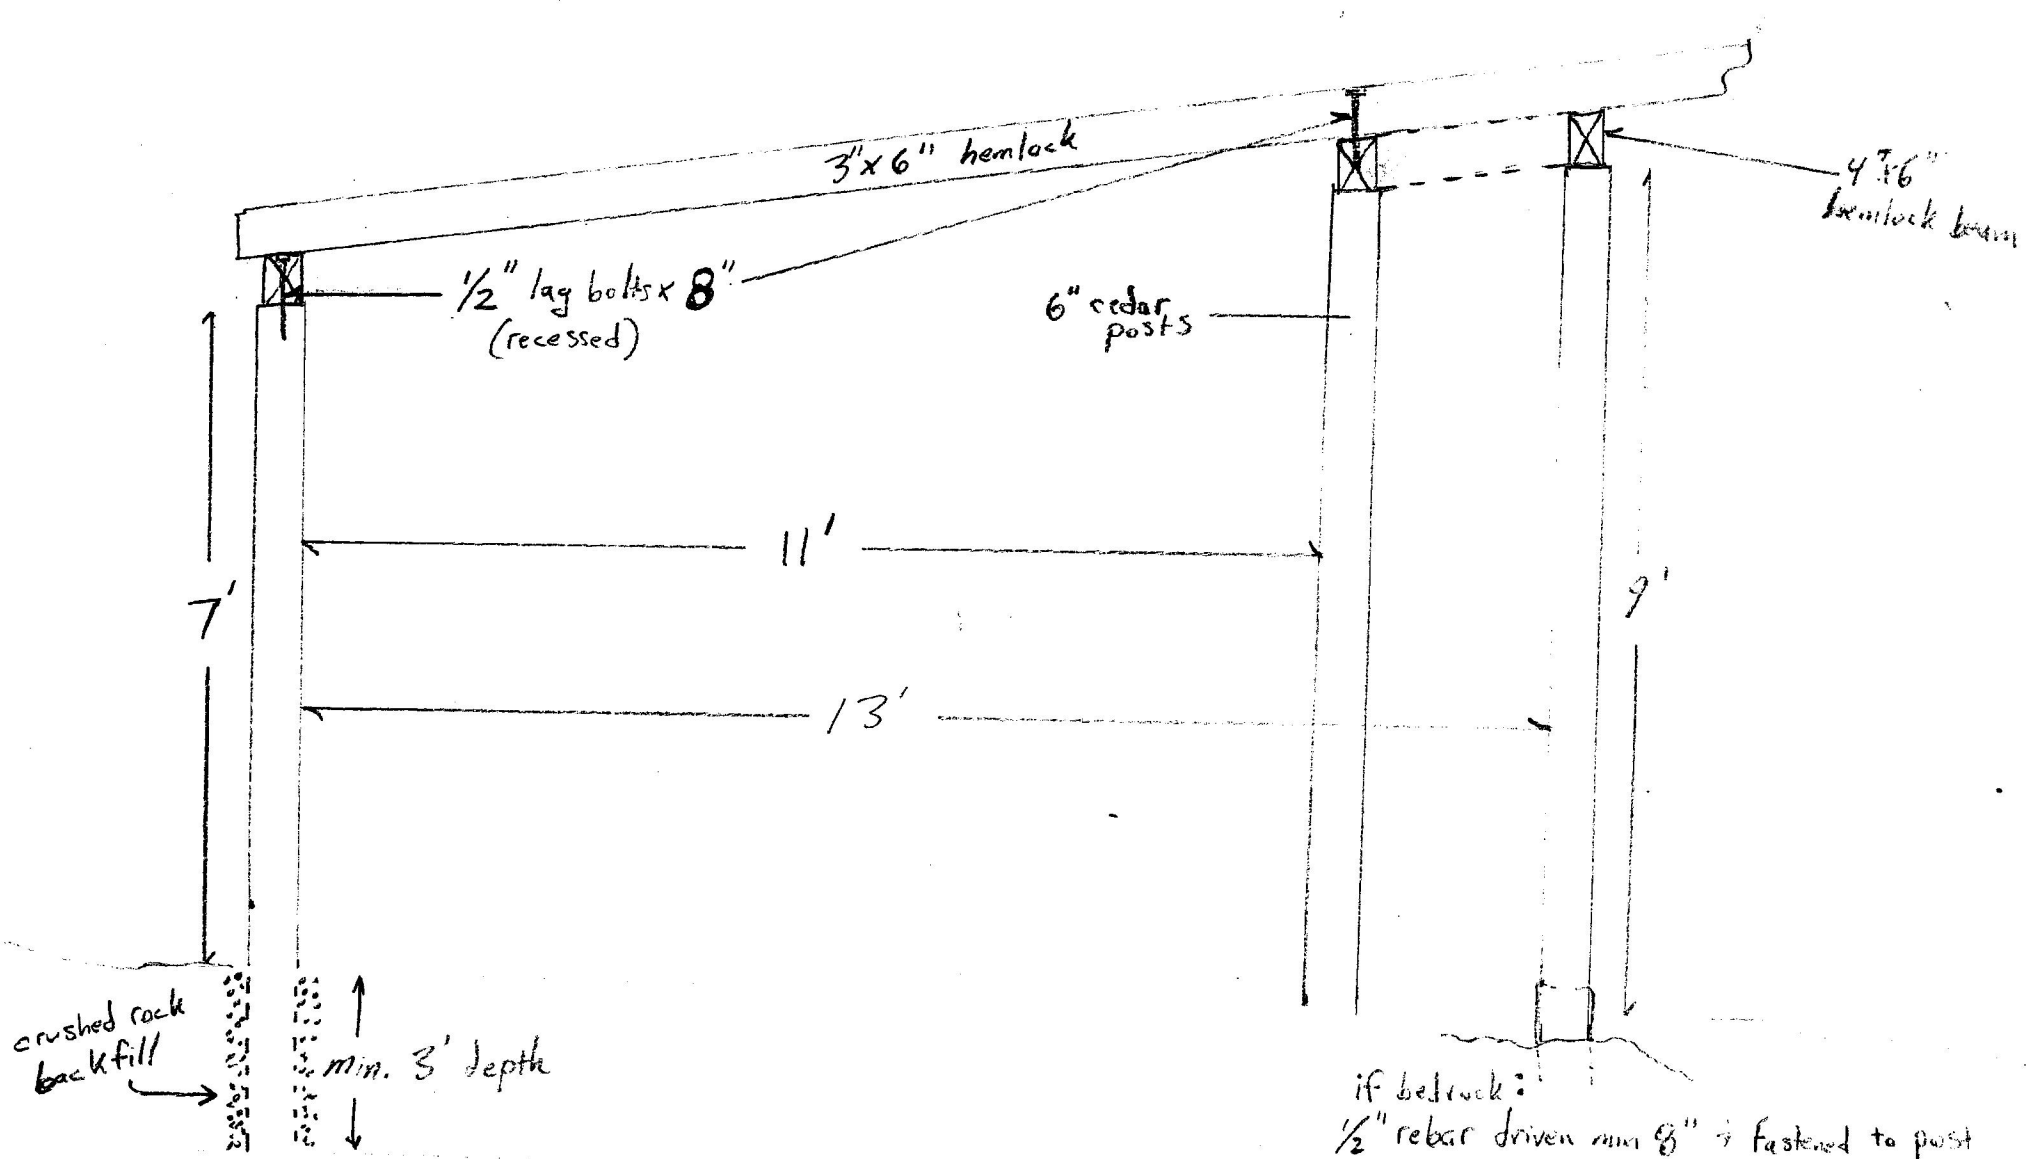 3"x 6" hemlock
4"x6"
hemlock beam
1/2" lag bolts x 8"
(recessed)
6" cedar
posts
11'
7'
9'
13'
crushed rock
backfill
min. 3' depth
if bedrock:
1/2" rebar driven min 8" + fastened to post